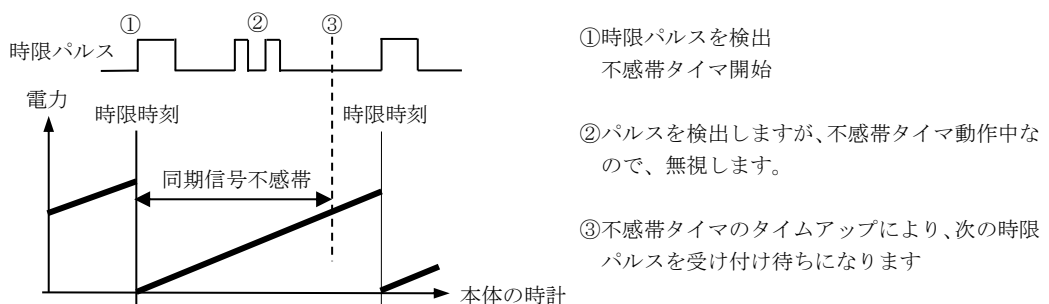 ① ② ③
時限パルス
電力
時限時刻 時限時刻
同期信号不感帯
本体の時計
①時限パルスを検出
不感帯タイマ開始
②パルスを検出しますが、不感帯タイマ動作中な
ので、無視します。
③不感帯タイマのタイムアップにより、次の時限
パルスを受け付け待ちになります